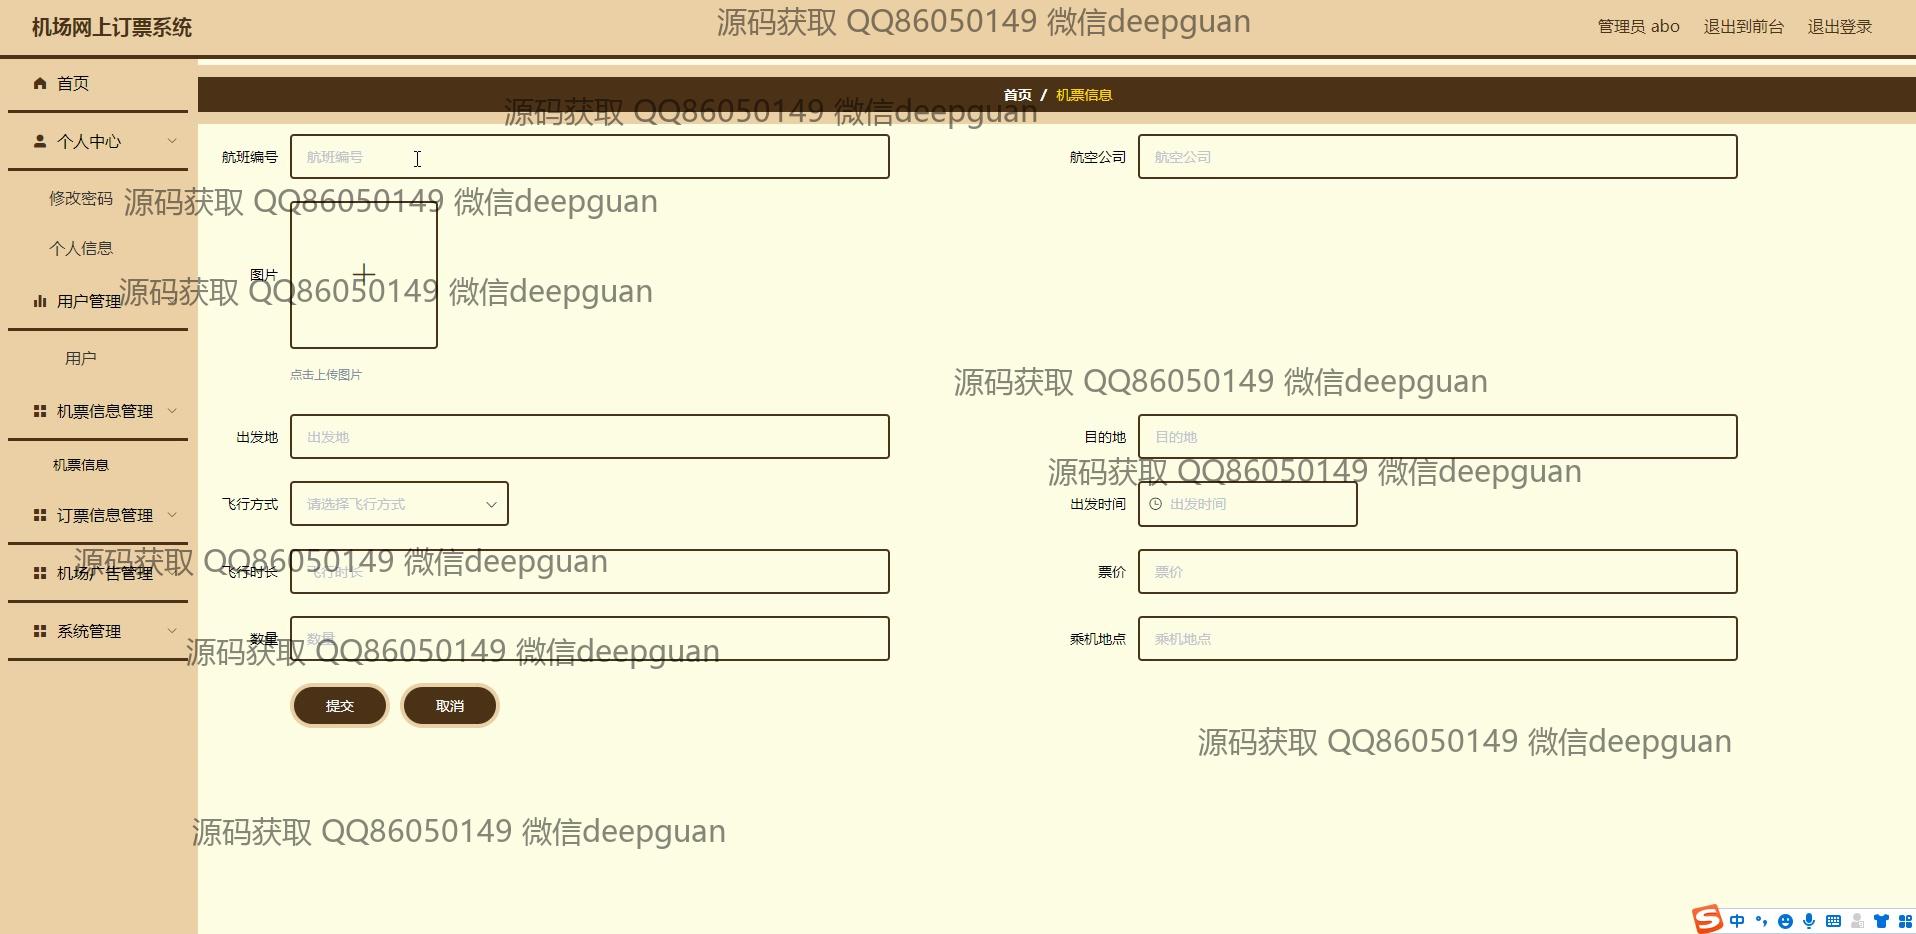 机场网上订票系统
源码获取 QQ86050149 微信deepguan
管理员 abo
退出到前台
退出登录
首页
首页 / 机票信息
源码获取 QQ86050149 微信deepguan
个人中心
航班编号
航班编号
航空公司
航空公司
修改密码
源码获取 QQ86050149 微信deepguan
个人信息
图片
用户管理
源码获取 QQ86050149 微信deepguan
用户
点击上传图片
源码获取 QQ86050149 微信deepguan
机票信息管理
出发地
出发地
目的地
目的地
机票信息
源码获取 QQ86050149 微信deepguan
订票信息管理
飞行方式
请选择飞行方式
出发时间
出发时间
源码获取 QQ86050149 微信deepguan
机场广告管理
飞行时长
飞行时长
票价
票价
系统管理
数量
数量
乘机地点
乘机地点
源码获取 QQ86050149 微信deepguan
提交
取消
源码获取 QQ86050149 微信deepguan
源码获取 QQ86050149 微信deepguan
S 中